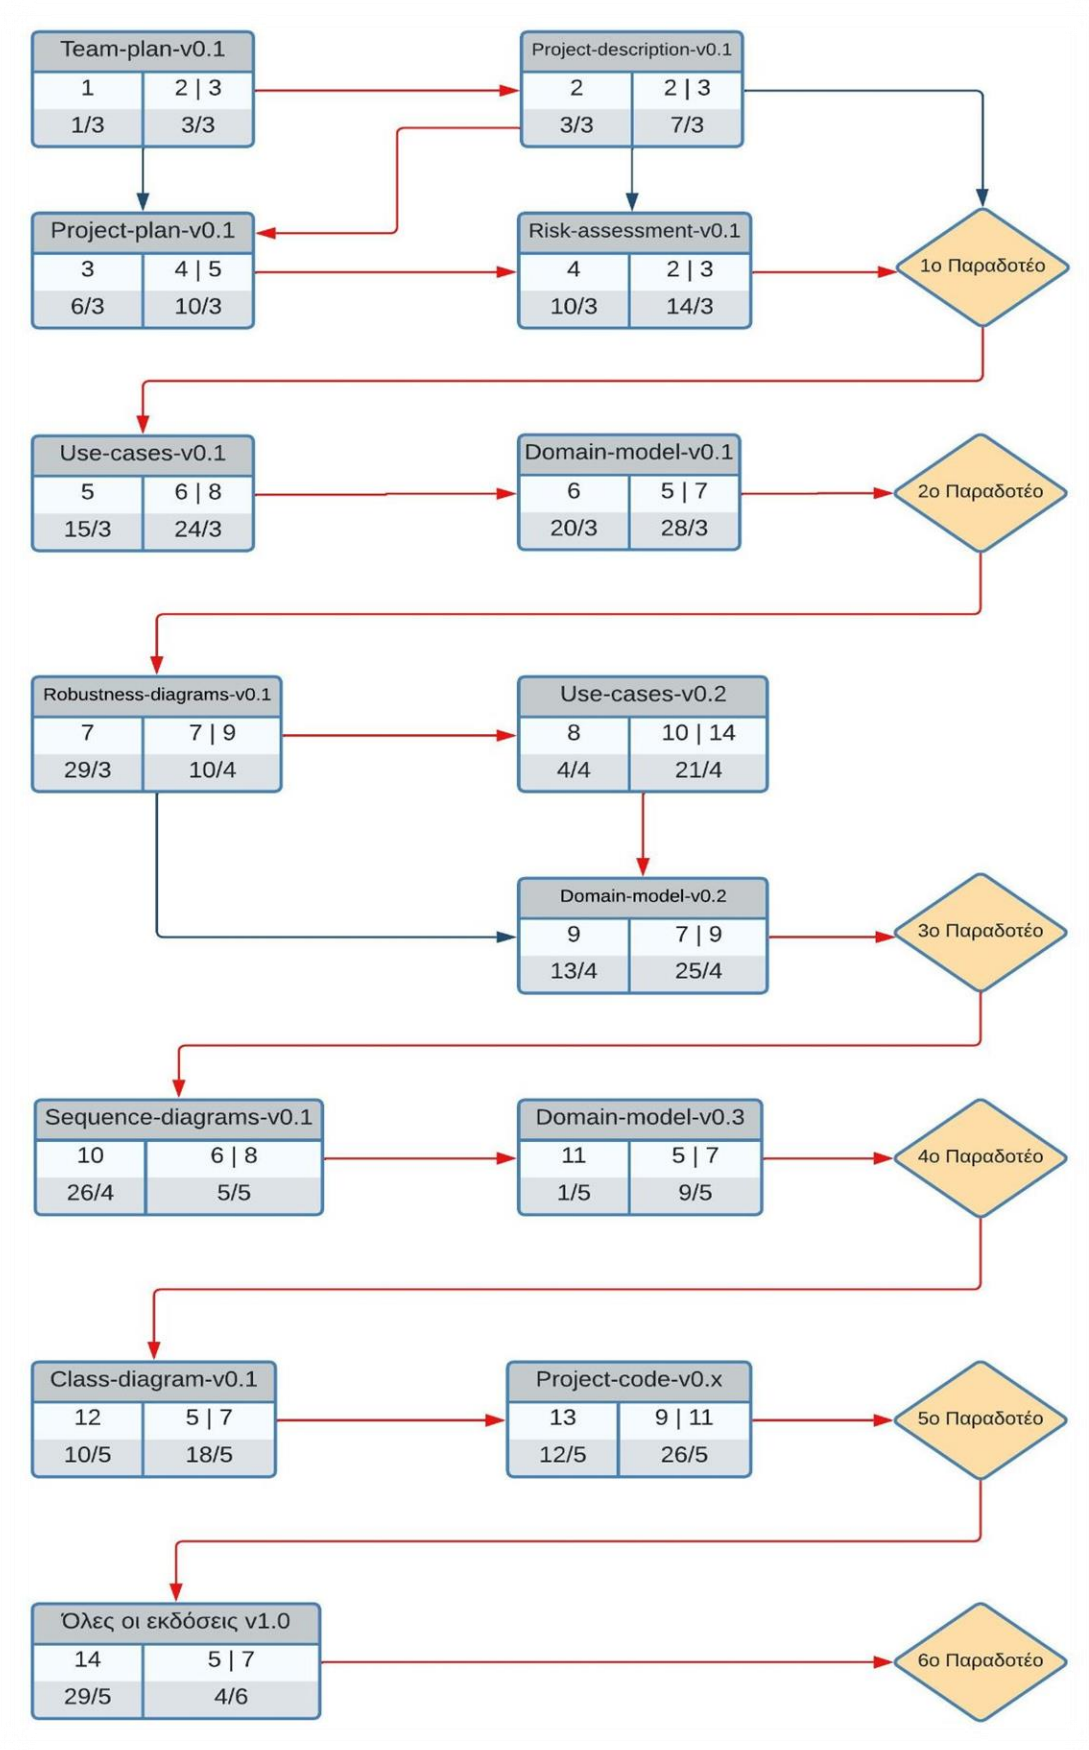 Team-plan-v0.1
1
2 | 3
1/3
3/3
Project-description-v0.1
2
2 | 3
3/3
7/3
Project-plan-v0.1
3
4 | 5
6/3
10/3
Risk-assessment-v0.1
4
2 | 3
10/3
14/3
1ο Παραδοτέο
Use-cases-v0.1
5
6 | 8
15/3
24/3
Domain-model-v0.1
6
5 | 7
20/3
28/3
2ο Παραδοτέο
Robustness-diagrams-v0.1
7
7 | 9
29/3
10/4
Use-cases-v0.2
8
10 | 14
4/4
21/4
Domain-model-v0.2
9
7 | 9
13/4
25/4
3ο Παραδοτέο
Sequence-diagrams-v0.1
10
6 | 8
26/4
5/5
Domain-model-v0.3
11
5 | 7
1/5
9/5
4ο Παραδοτέο
Class-diagram-v0.1
12
5 | 7
10/5
18/5
Project-code-v0.x
13
9 | 11
12/5
26/5
5ο Παραδοτέο
Όλες οι εκδόσεις v1.0
14
5 | 7
29/5
4/6
6ο Παραδοτέο